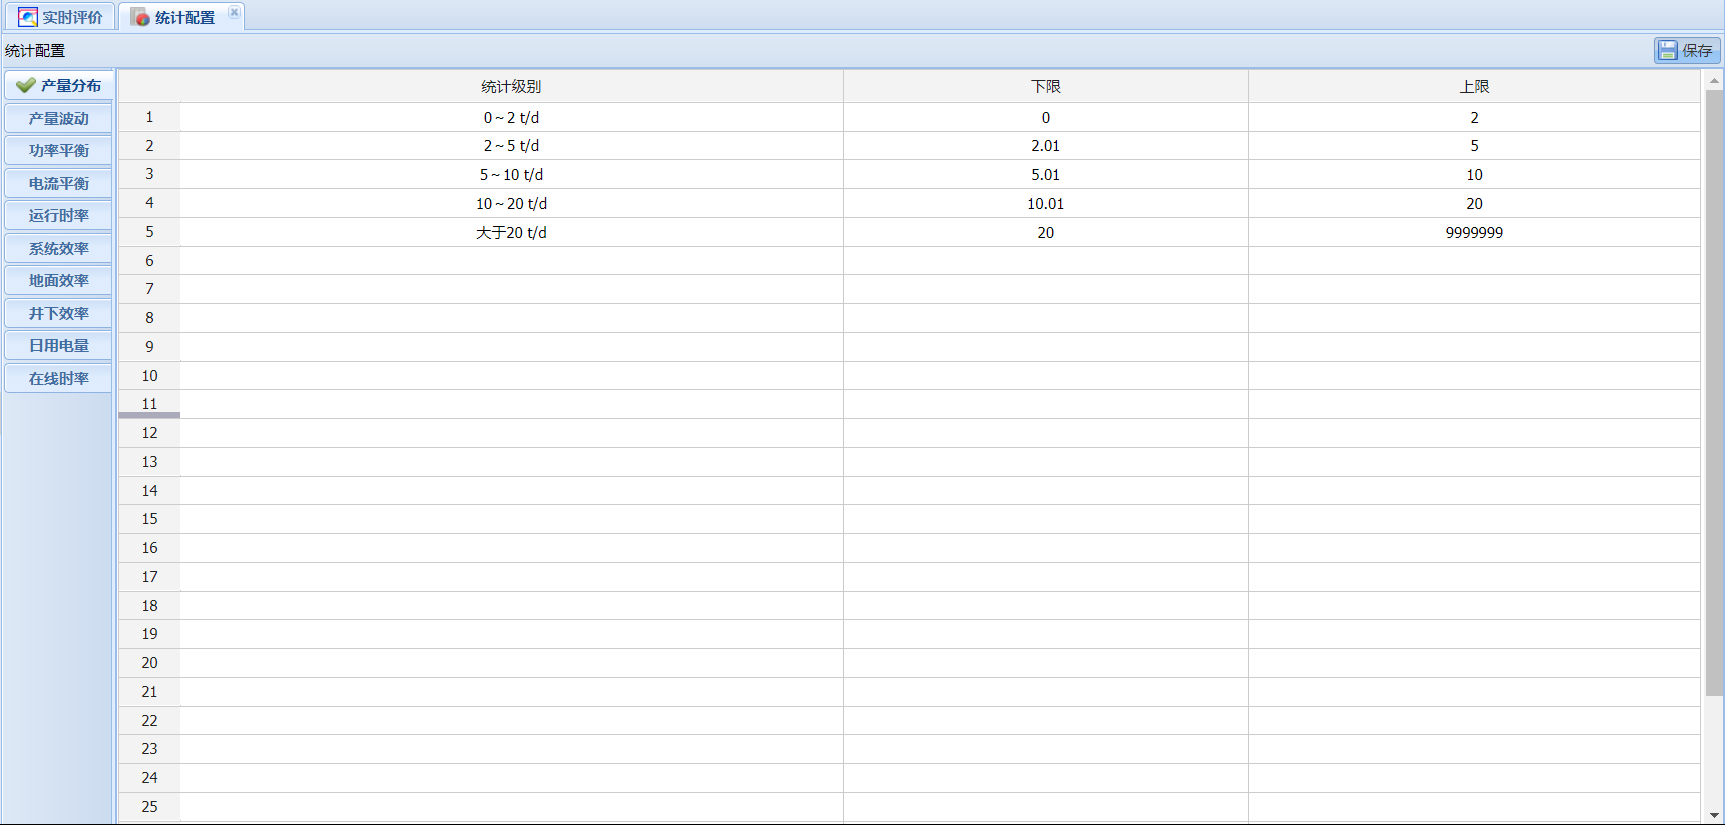 实时评价 统计配置
统计配置 保存
产量分布
产量波动
功率平衡
电流平衡
运行时率
系统效率
地面效率
井下效率
日用电量
在线时率
统计级别 下限 上限
1 0～2 t/d 0 2
2 2～5 t/d 2.01 5
3 5～10 t/d 5.01 10
4 10～20 t/d 10.01 20
5 大于20 t/d 20 9999999
6
7
8
9
10
11
12
13
14
15
16
17
18
19
20
21
22
23
24
25